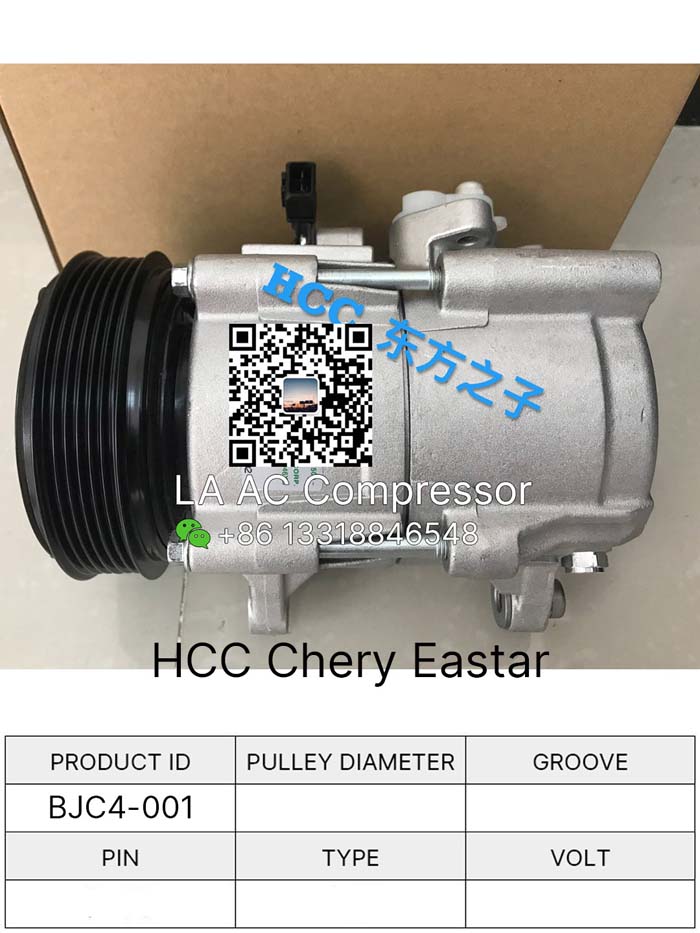 HCC 东方之子
LA AC Compressor
+86 13318846548
HCC Chery Eastar
PRODUCT ID
PULLEY DIAMETER
GROOVE
BJC4-001
PIN
TYPE
VOLT